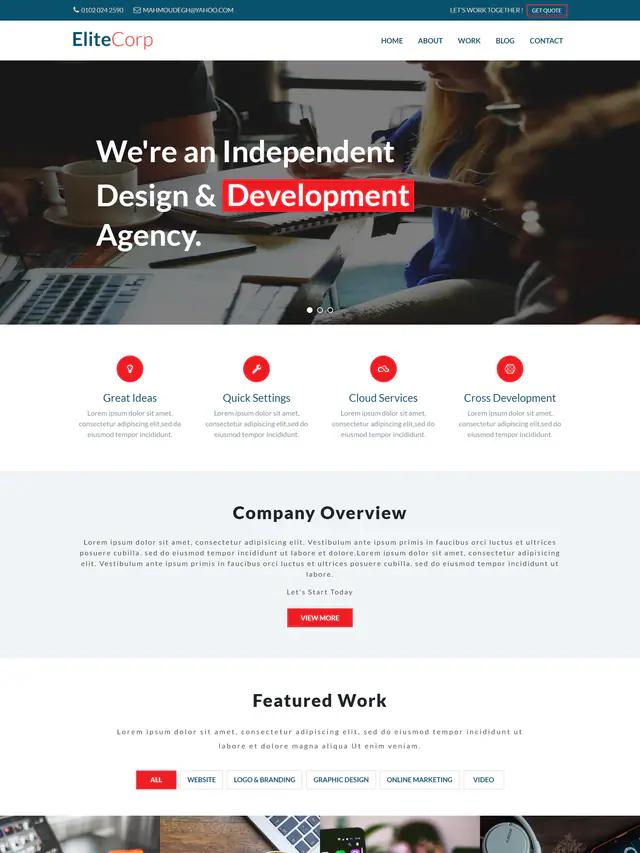 0102 024 2590 MAHMOUDEGH@YAHOO.COM LET'S WORK TOGETHER ! GET QUOTE
EliteCorp HOME ABOUT WORK BLOG CONTACT
We're an Independent
Design & Development
Agency.
Great Ideas
Lorem ipsum dolor sit amet,
consectetur adipiscing elit,sed do
eiusmod tempor incididunt.
Quick Settings
Lorem ipsum dolor sit amet,
consectetur adipiscing elit,sed do
eiusmod tempor incididunt.
Cloud Services
Lorem ipsum dolor sit amet,
consectetur adipiscing elit,sed do
eiusmod tempor incididunt.
Cross Development
Lorem ipsum dolor sit amet,
consectetur adipiscing elit,sed do
eiusmod tempor incididunt.
Company Overview
Lorem ipsum dolor sit amet, consectetur adipisicing elit. Vestibulum ante ipsum primis in faucibus orci luctus et ultrices
posuere cubilla. sed do eiusmod tempor incididunt ut labore et dolore.Lorem ipsum dolor sit amet, consectetur adipisicing
elit. Vestibulum ante ipsum primis in faucibus orci luctus et ultrices posuere cubilla, sed do eiusmod tempor incididunt ut
labore.
Let's Start Today
VIEW MORE
Featured Work
Lorem ipsum dolor sit amet, consectetur adipiscing elit, sed do eiusmod tempor incididunt ut
labore et dolore magna aliqua Ut enim veniam.
ALL WEBSITE LOGO & BRANDING GRAPHIC DESIGN ONLINE MARKETING VIDEO